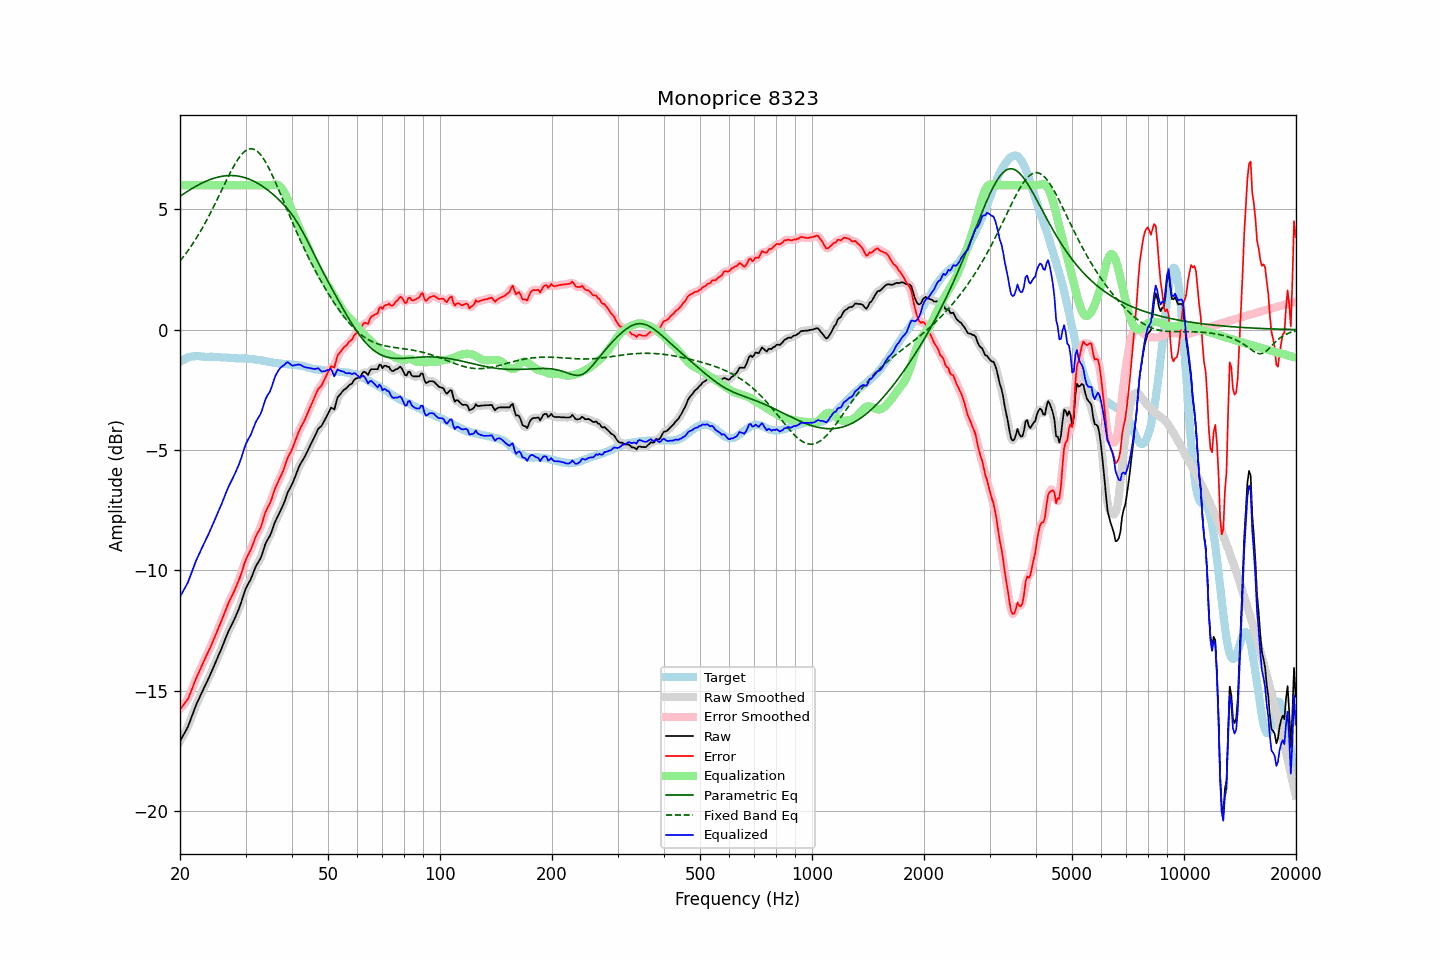 Monoprice 8323
Amplitude (dBr)
5
0
−5
−10
−15
−20
Target
Raw Smoothed
Error Smoothed
Raw
Error
Equalization
Parametric Eq
Fixed Band Eq
Equalized
20 50 100 200 500 1000 2000 5000 10000 20000
Frequency (Hz)